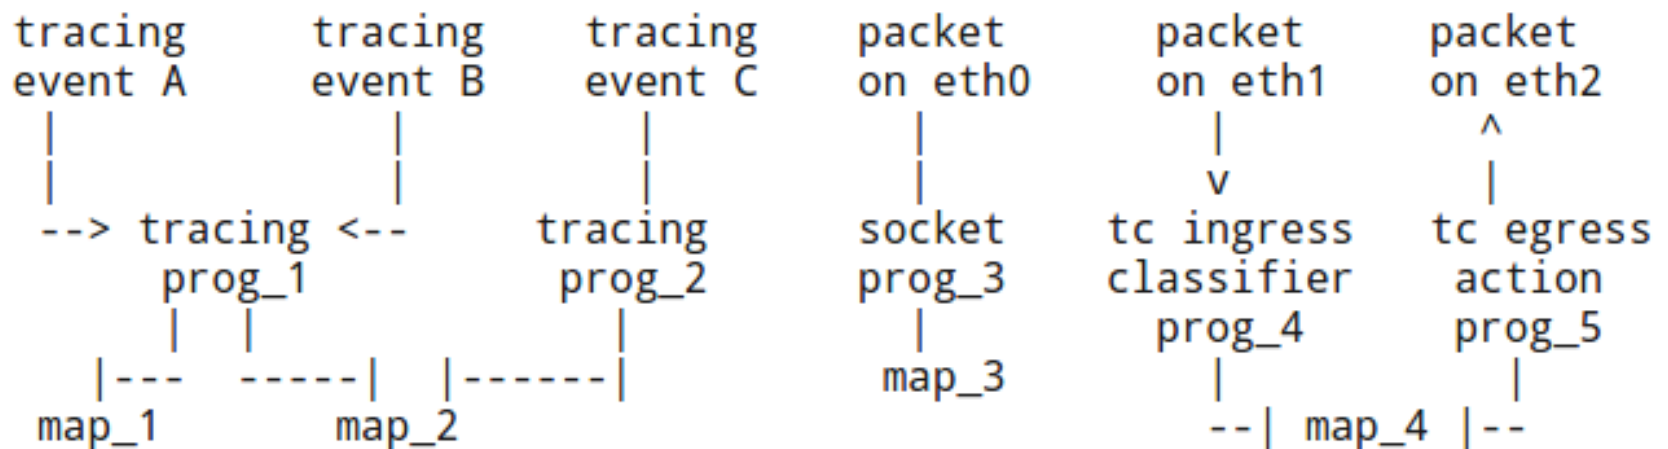 tracing     tracing    tracing    packet      packet     packet
event A     event B    event C    on eth0     on eth1    on eth2
 |             |         |          |           |          ^
 |             |         |          |           v          |
 --> tracing <--     tracing      socket    tc ingress   tc egress
      prog_1          prog_2      prog_3    classifier    action
      |  |              |           |         prog_4      prog_5
   |---  -----|  |------|          map_3        |           |
 map_1       map_2                              --| map_4 |--